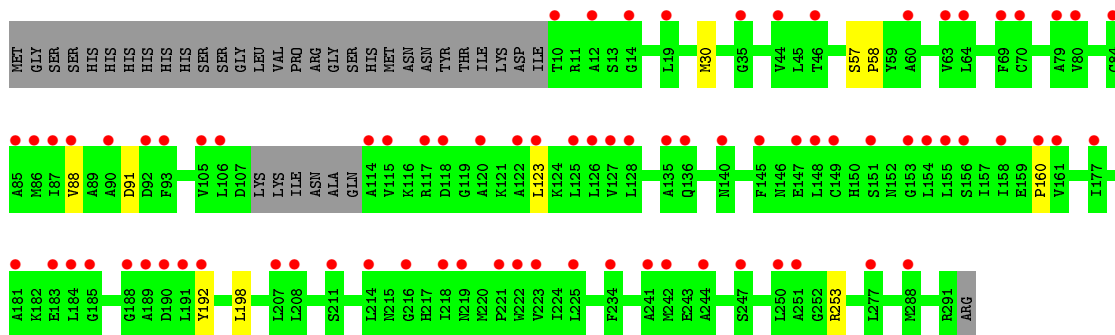 MET GLY SER SER HIS HIS HIS HIS HIS HIS SER SER GLY LEU VAL PRO ARG GLY SER HIS MET ASN ASN TYR THR ILE LYS ASP ILE T10 R11 A12 S13 G14 L19 M30 G35 V44 L45 T46 S57 P58 Y59 A60 V63 L64 F69 C70 A79 V80
A85 M86 I87 V88 A89 A90 D91 D92 F93 V105 L106 D107 LYS LYS ILE ASN ALA GLN A114 V115 K116 R117 D118 G119 A120 K121 A122 L123 K124 L125 L126 V127 L128 A135 Q136 N140 F145 N146 E147 L148 C149 H150 S151 N152 G153 L154 L155 S156 I157 I158 E159 P160 V161 I177
A181 K182 E183 L184 G185 G188 A189 D190 L191 Y192 L198 L207 L208 S211 L214 N215 G216 H217 I218 N219 M220 P221 W222 V223 I224 L225 F234 A241 M242 E243 A244 S247 L250 A251 G252 R253 L277 M288 R291 ARG